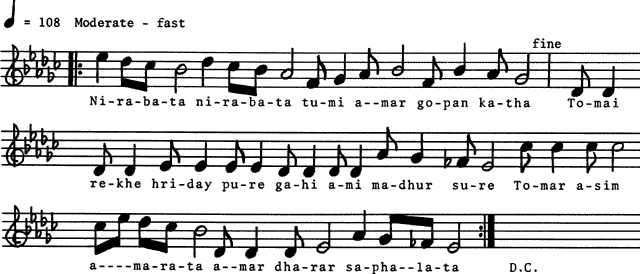 = 108 Moderate - fast
fine
Ni-ra-ba-ta ni-ra-ba-ta tu-mi a--mar go-pan ka-tha To-mai
re-khe hri-day pu-re ga-hi a-mi ma-dhur su-re To-mar a-sim
a----ma-ra-ta a--mar dha-rar sa-pha--la-ta D.C.